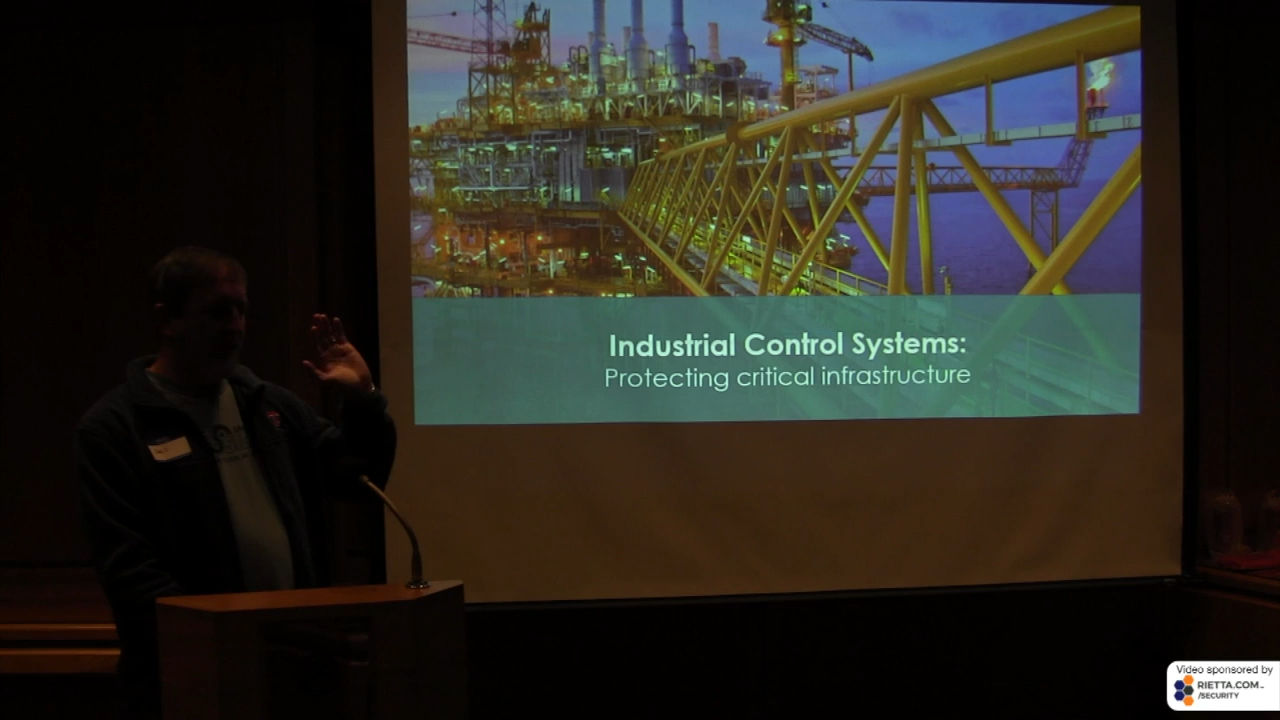 Industrial Control Systems:
Protecting critical infrastructure
Video sponsored by
RIETTA.COM
/SECURITY